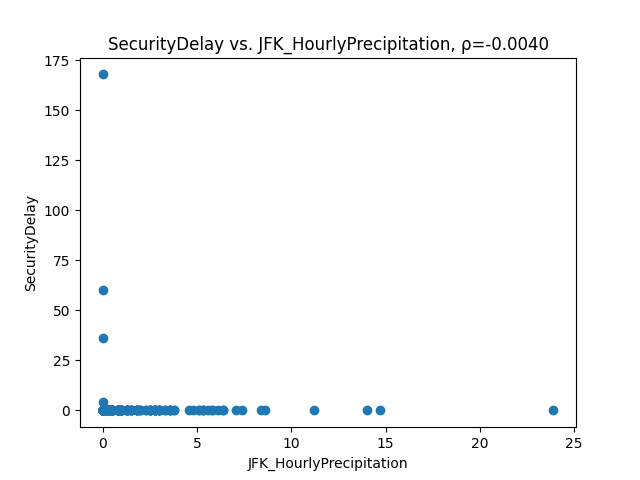 SecurityDelay vs. JFK_HourlyPrecipitation, ρ=-0.0040
175
150
125
100
75
50
25
0
SecurityDelay
0 5 10 15 20 25
JFK_HourlyPrecipitation